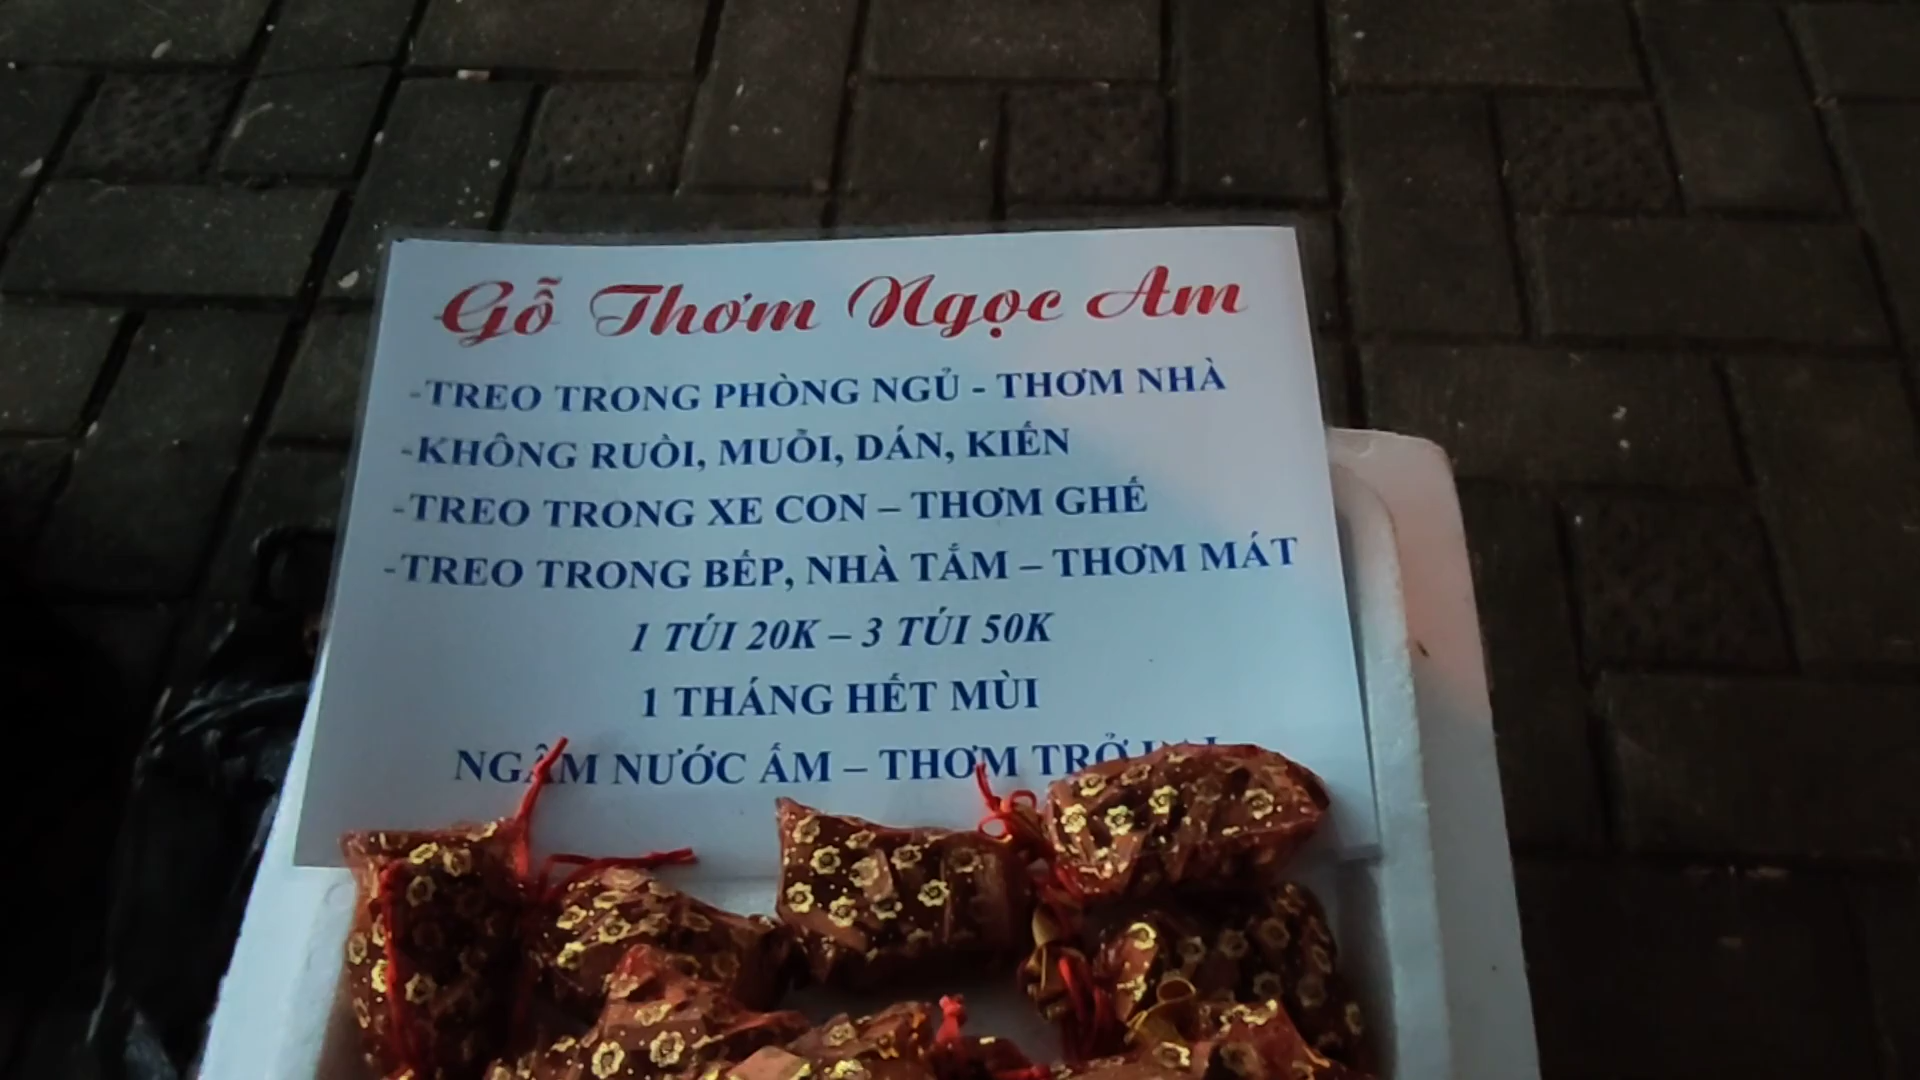 Gỗ Thơm Ngọc Am
-TREO TRONG PHÒNG NGỦ - THƠM NHÀ
-KHÔNG RUÒI, MUỖI, DÁN, KIẾN
-TREO TRONG XE CON – THƠM GHẾ
-TREO TRONG BẾP, NHÀ TẮM – THƠM MÁT
1 TÚI 20K – 3 TÚI 50K
1 THÁNG HẾT MÙI
NGÂM NƯỚC ẤM – THƠM TRỞ